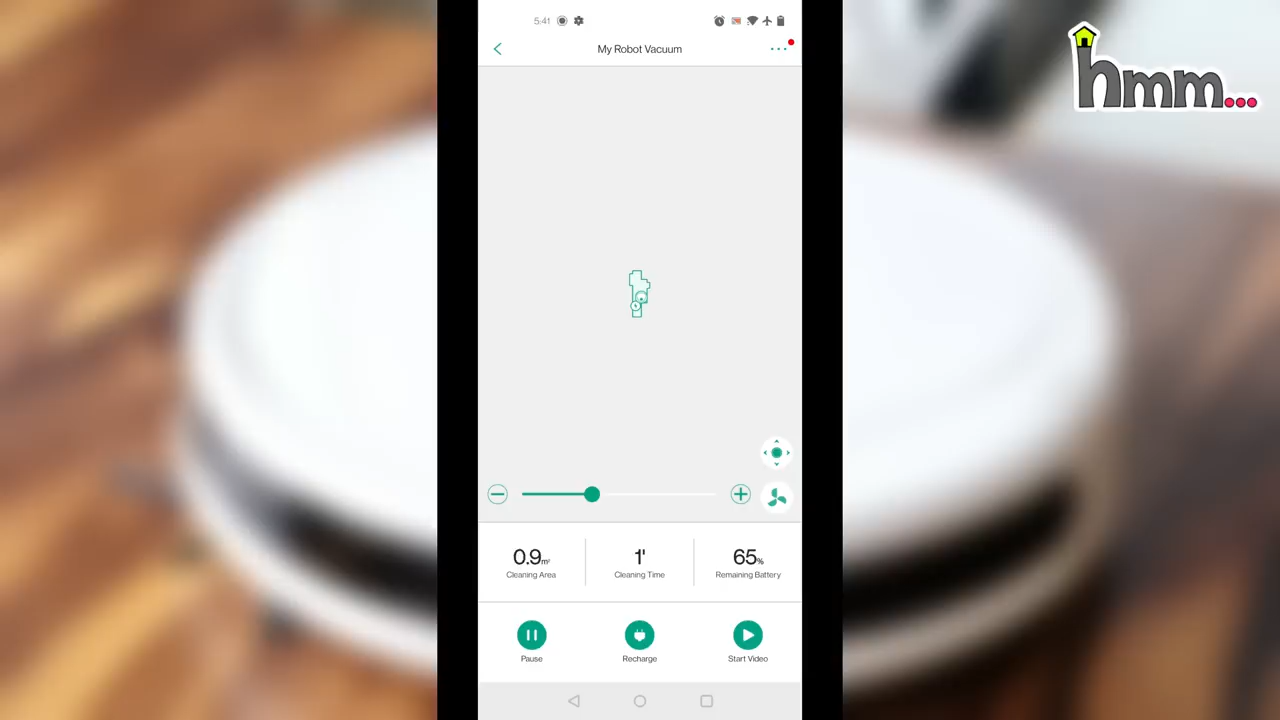 5:41
My Robot Vacuum
hmm...
0.9m²
Cleaning Area
1'
Cleaning Time
65%
Remaining Battery
Pause
Recharge
Start Video